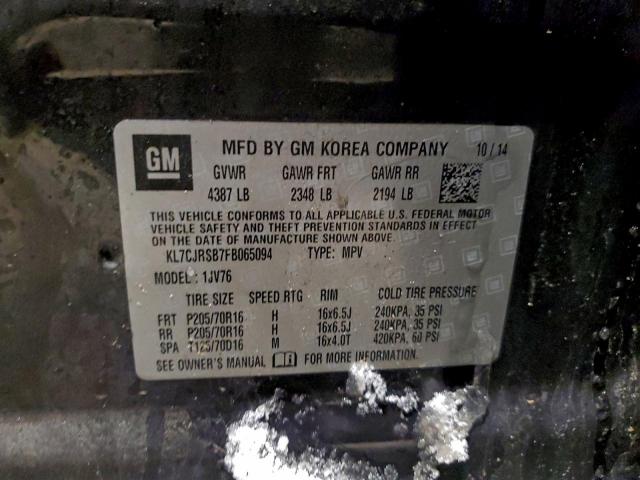 GM
MFD BY GM KOREA COMPANY 10 / 14
GVWR GAWR FRT GAWR RR
4387 LB 2348 LB 2194 LB
THIS VEHICLE CONFORMS TO ALL APPLICABLE U.S. FEDERAL MOTOR
VEHICLE SAFETY AND THEFT PREVENTION STANDARDS IN EFFECT
ON THE DATE OF MANUFACTURE SHOWN ABOVE.
KL7CJRSB7FB065094 TYPE: MPV
MODEL : 1JV76
TIRE SIZE SPEED RTG RIM COLD TIRE PRESSURE
FRT P205/70R16 H 16x6.5J 240KPA, 35 PSI
RR P205/70R16 H 16x6.5J 240KPA, 35 PSI
SPA T125/70D16 M 16x4.0T 420KPA, 60 PSI
SEE OWNER'S MANUAL FOR MORE INFORMATION.